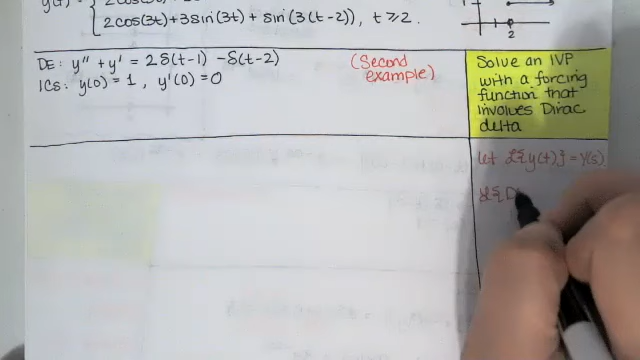 2cos(3t)+3sin(3t)+ sin(3(t-2)), t≥2.
2
DE: y″ + y′ = 2δ(t-1) -δ(t-2)
ICs: y(0) = 1 , y′(0) = 0
(Second
example)
Solve an IVP
with a forcing
function that
involves Dirac
delta
Let ℒ{y(t)} = Y(s)
ℒ{D